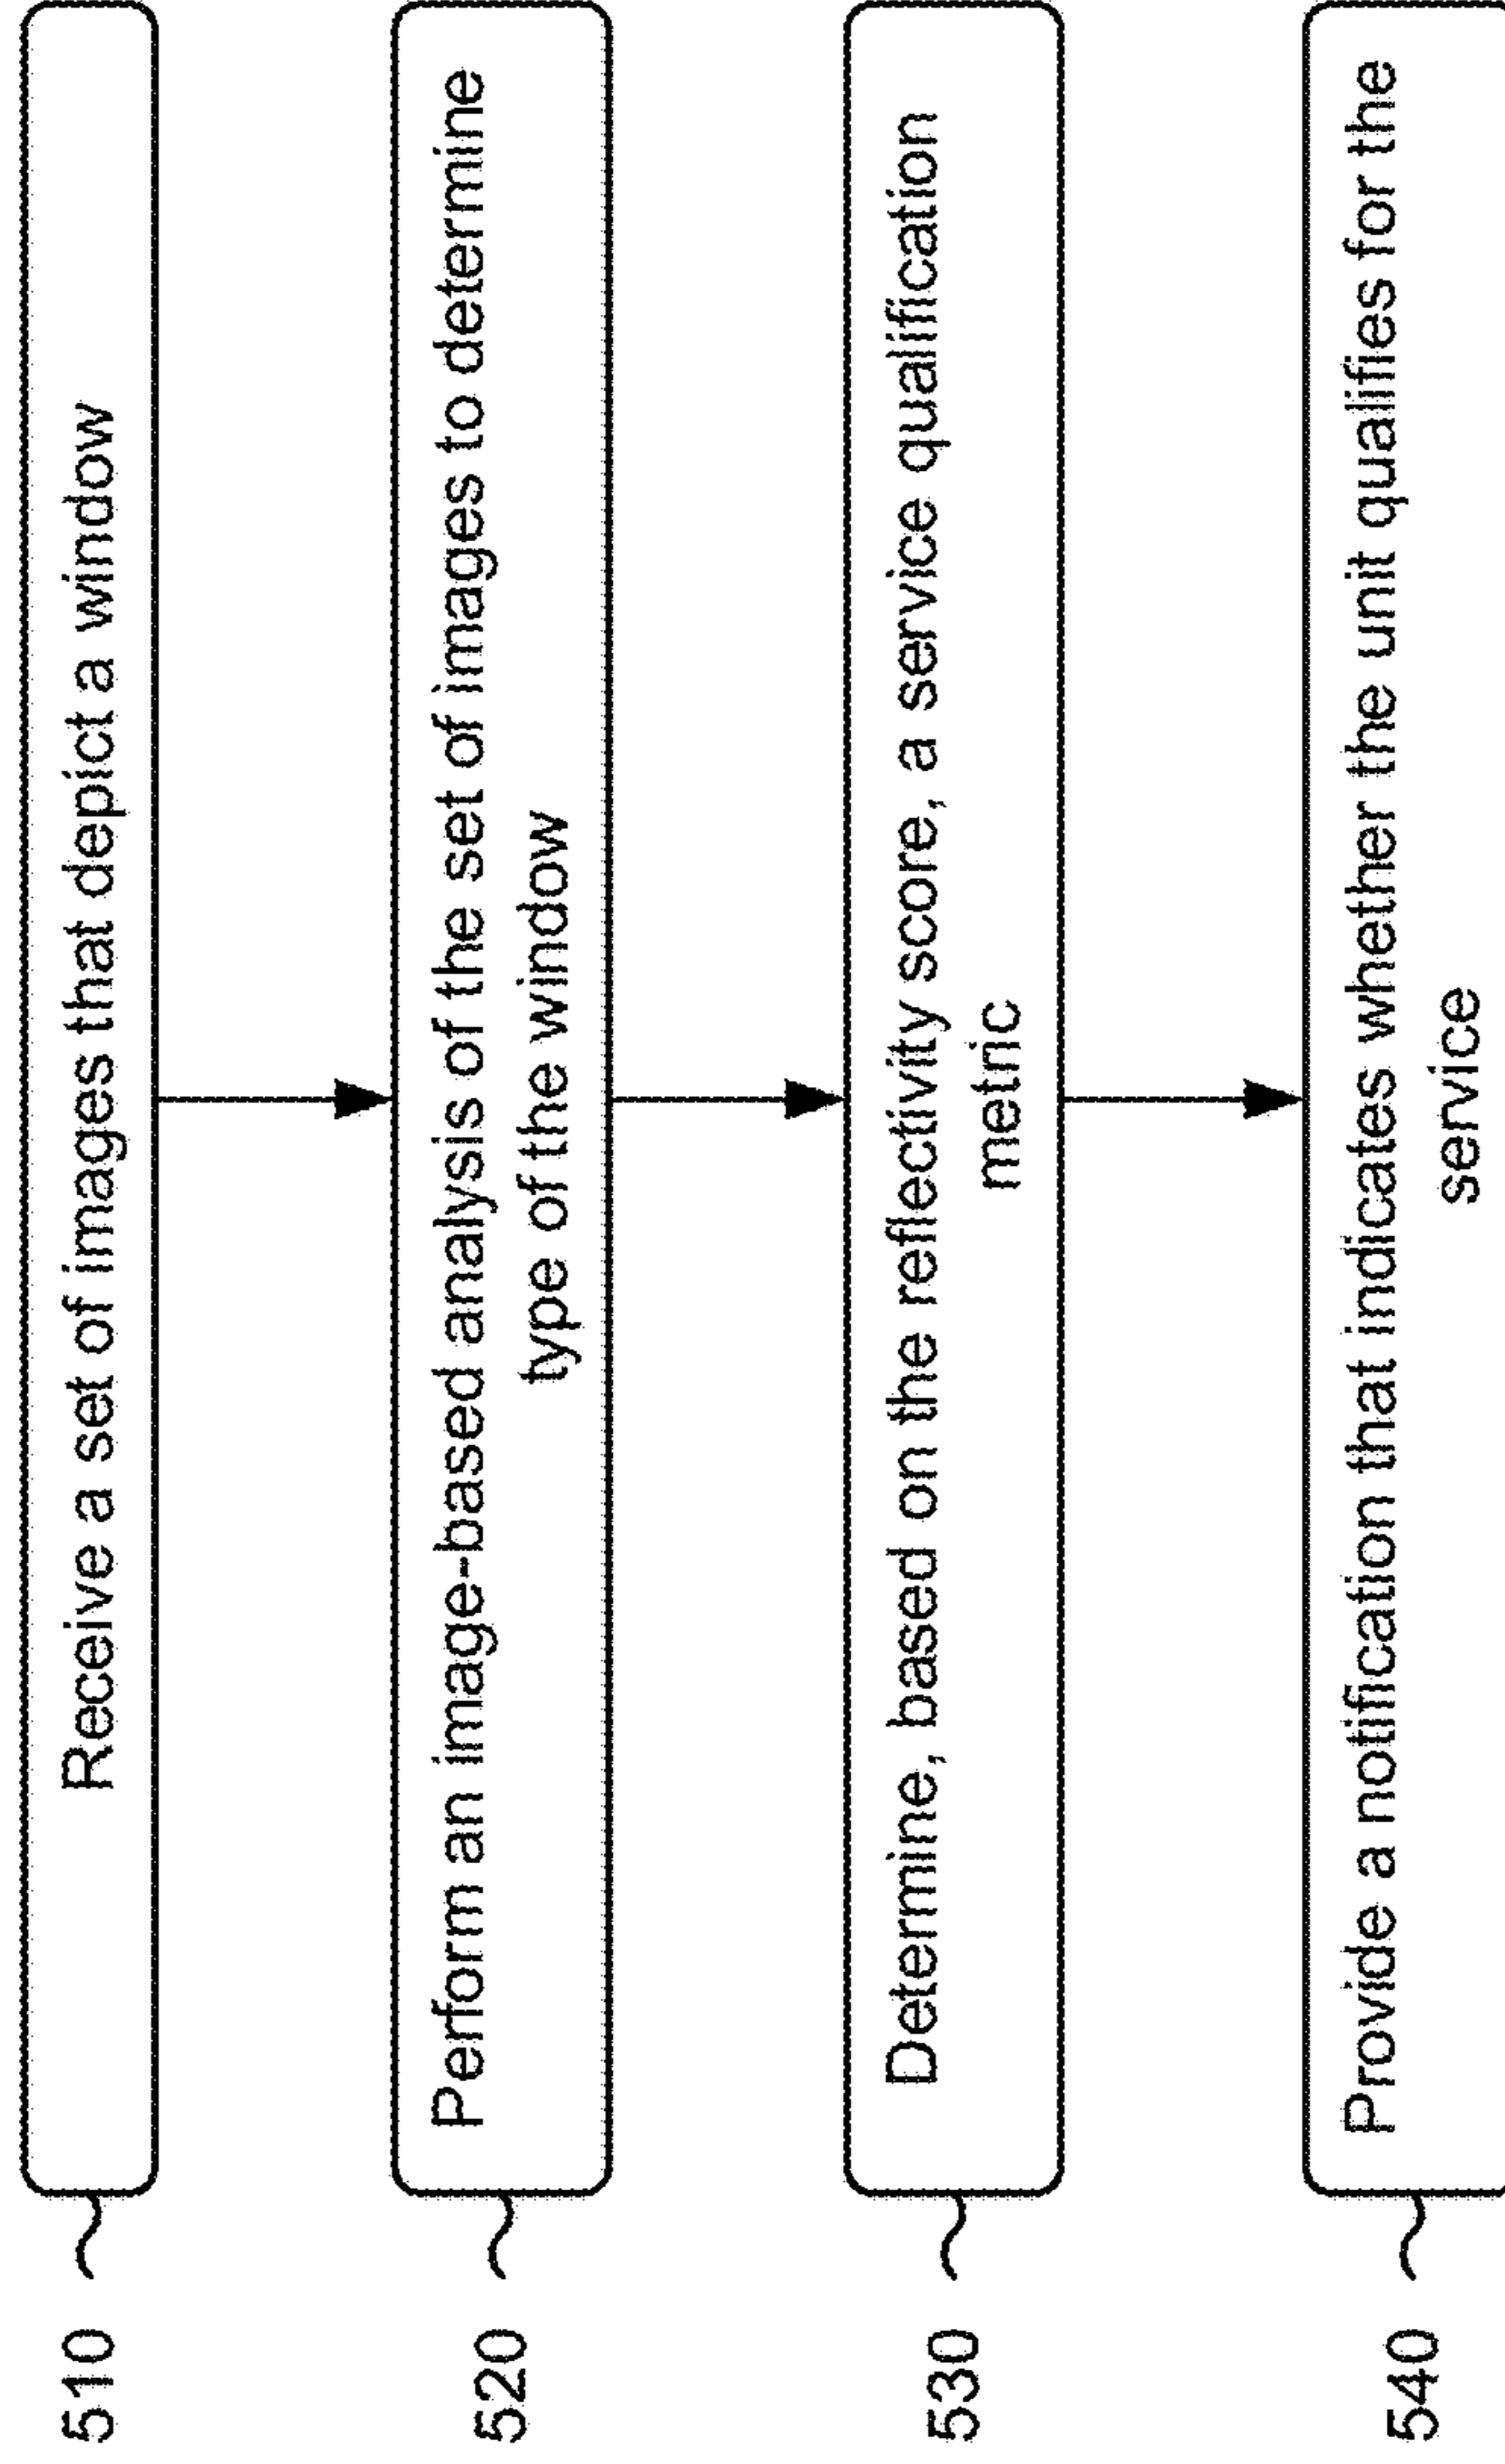 510
Receive a set of images that depict a window
520
Perform an image-based analysis of the set of images to determine
type of the window
530
Determine, based on the reflectivity score, a service qualification
metric
540
Provide a notification that indicates whether the unit qualifies for the
service